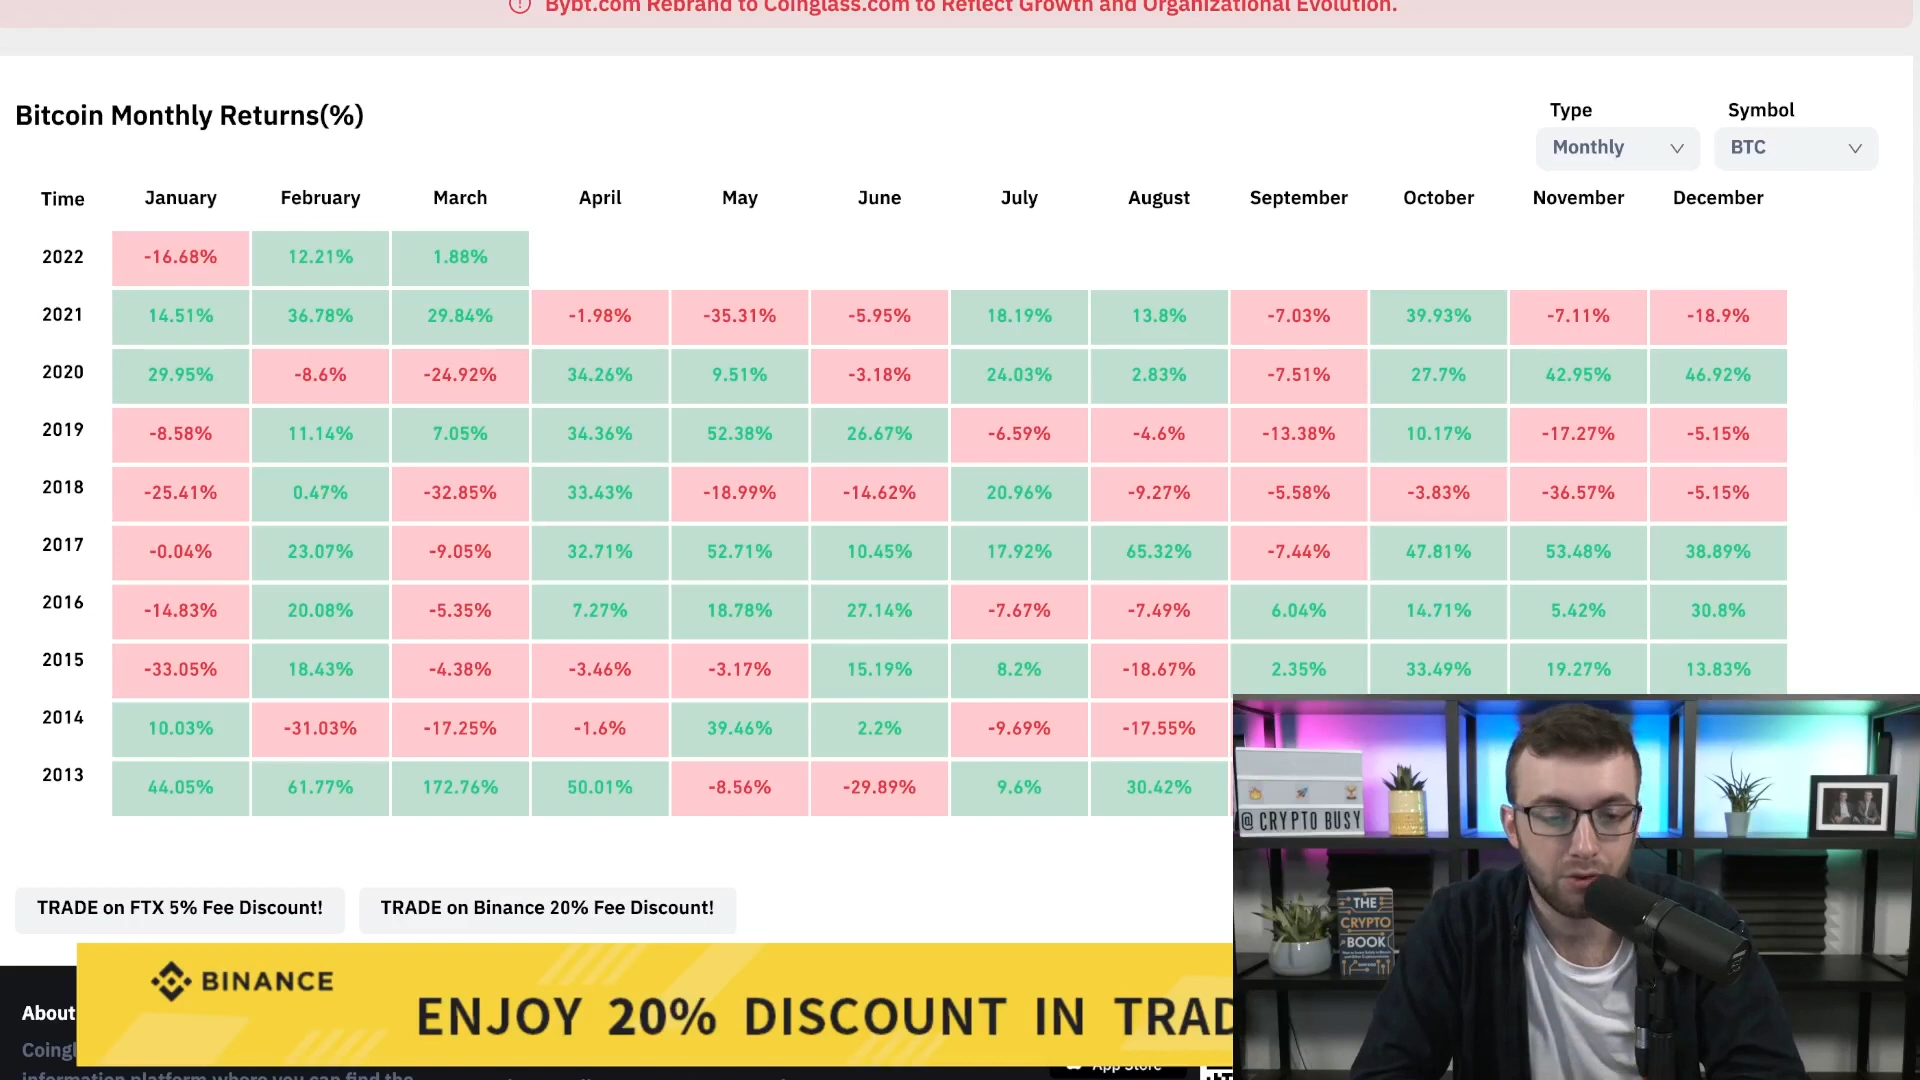 Bybt.com Rebrand to Coinglass.com to Reflect Growth and Organizational Evolution.
Bitcoin Monthly Returns(%)
Type Symbol
Monthly BTC
Time January February March April May June July August September October November December
2022 -16.68% 12.21% 1.88%
2021 14.51% 36.78% 29.84% -1.98% -35.31% -5.95% 18.19% 13.8% -7.03% 39.93% -7.11% -18.9%
2020 29.95% -8.6% -24.92% 34.26% 9.51% -3.18% 24.03% 2.83% -7.51% 27.7% 42.95% 46.92%
2019 -8.58% 11.14% 7.05% 34.36% 52.38% 26.67% -6.59% -4.6% -13.38% 10.17% -17.27% -5.15%
2018 -25.41% 0.47% -32.85% 33.43% -18.99% -14.62% 20.96% -9.27% -5.58% -3.83% -36.57% -5.15%
2017 -0.04% 23.07% -9.05% 32.71% 52.71% 10.45% 17.92% 65.32% -7.44% 47.81% 53.48% 38.89%
2016 -14.83% 20.08% -5.35% 7.27% 18.78% 27.14% -7.67% -7.49% 6.04% 14.71% 5.42% 30.8%
2015 -33.05% 18.43% -4.38% -3.46% -3.17% 15.19% 8.2% -18.67% 2.35% 33.49% 19.27% 13.83%
2014 10.03% -31.03% -17.25% -1.6% 39.46% 2.2% -9.69% -17.55%
2013 44.05% 61.77% 172.76% 50.01% -8.56% -29.89% 9.6% 30.42%
@ CRYPTO BUSY
THE
CRYPTO
BOOK
TRADE on FTX 5% Fee Discount! TRADE on Binance 20% Fee Discount!
BINANCE
ENJOY 20% DISCOUNT IN TRAD
About
Coingl
information platform where you can find the
App Store